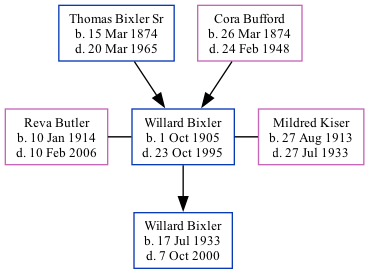 Thomas Bixler Sr
b. 15 Mar 1874
d. 20 Mar 1965
Cora Bufford
b. 26 Mar 1874
d. 24 Feb 1948
Reva Butler
b. 10 Jan 1914
d. 10 Feb 2006
Willard Bixler
b. 1 Oct 1905
d. 23 Oct 1995
Mildred Kiser
b. 27 Aug 1913
d. 27 Jul 1933
Willard Bixler
b. 17 Jul 1933
d. 7 Oct 2000